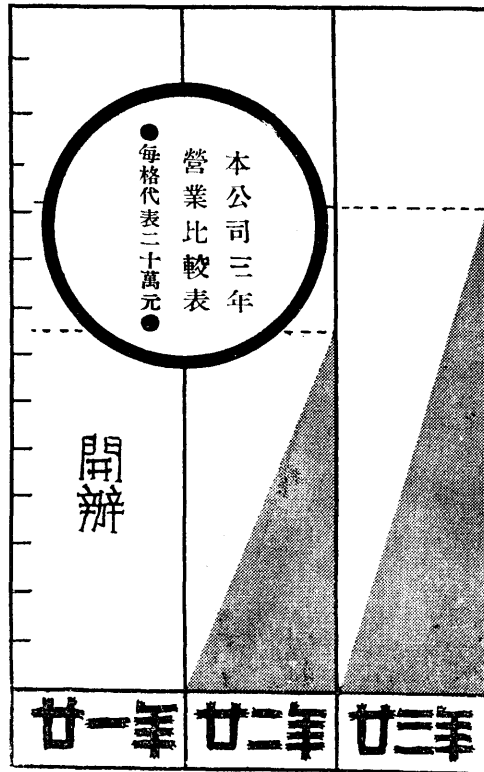 本公司三年
營業比較表
●每格代表二十萬元●
開辦
廿一年
廿二年
廿三年